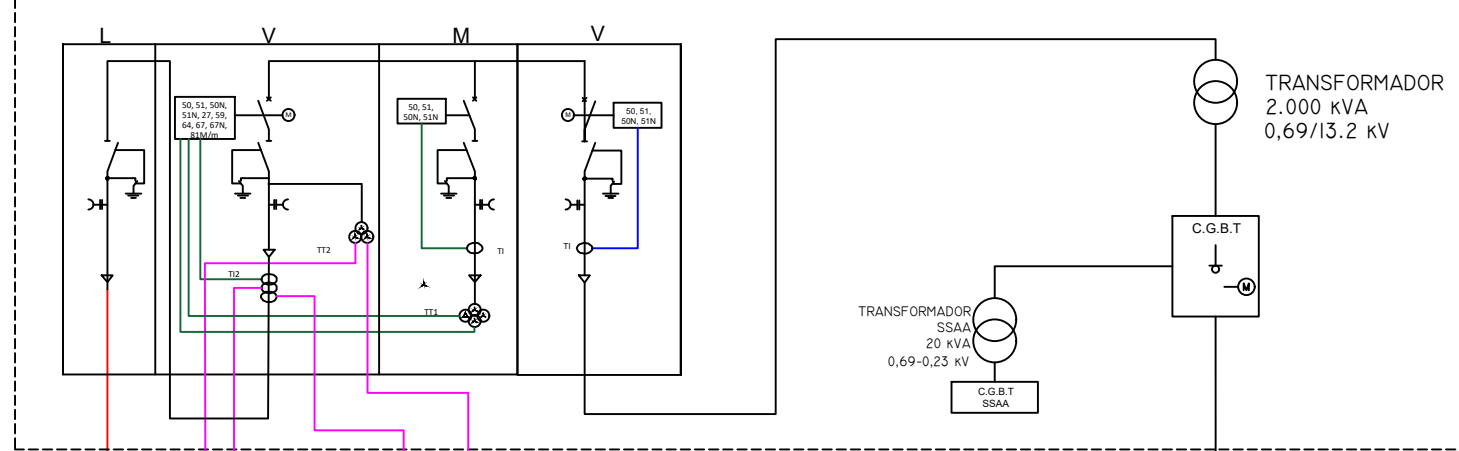 L
V
M
V
50, 51, 50N,
51N, 27, 59,
64, 67, 67N,
81M/m
M
50, 51,
50N, 51N
M
50, 51,
50N, 51N
TT2
TI2
TT1
TI
TI
TRANSFORMADOR
2.000 KVA
0,69/13.2 KV
C.G.B.T
M
TRANSFORMADOR
SSAA
20 KVA
0,69-0,23 KV
C.G.B.T
SSAA